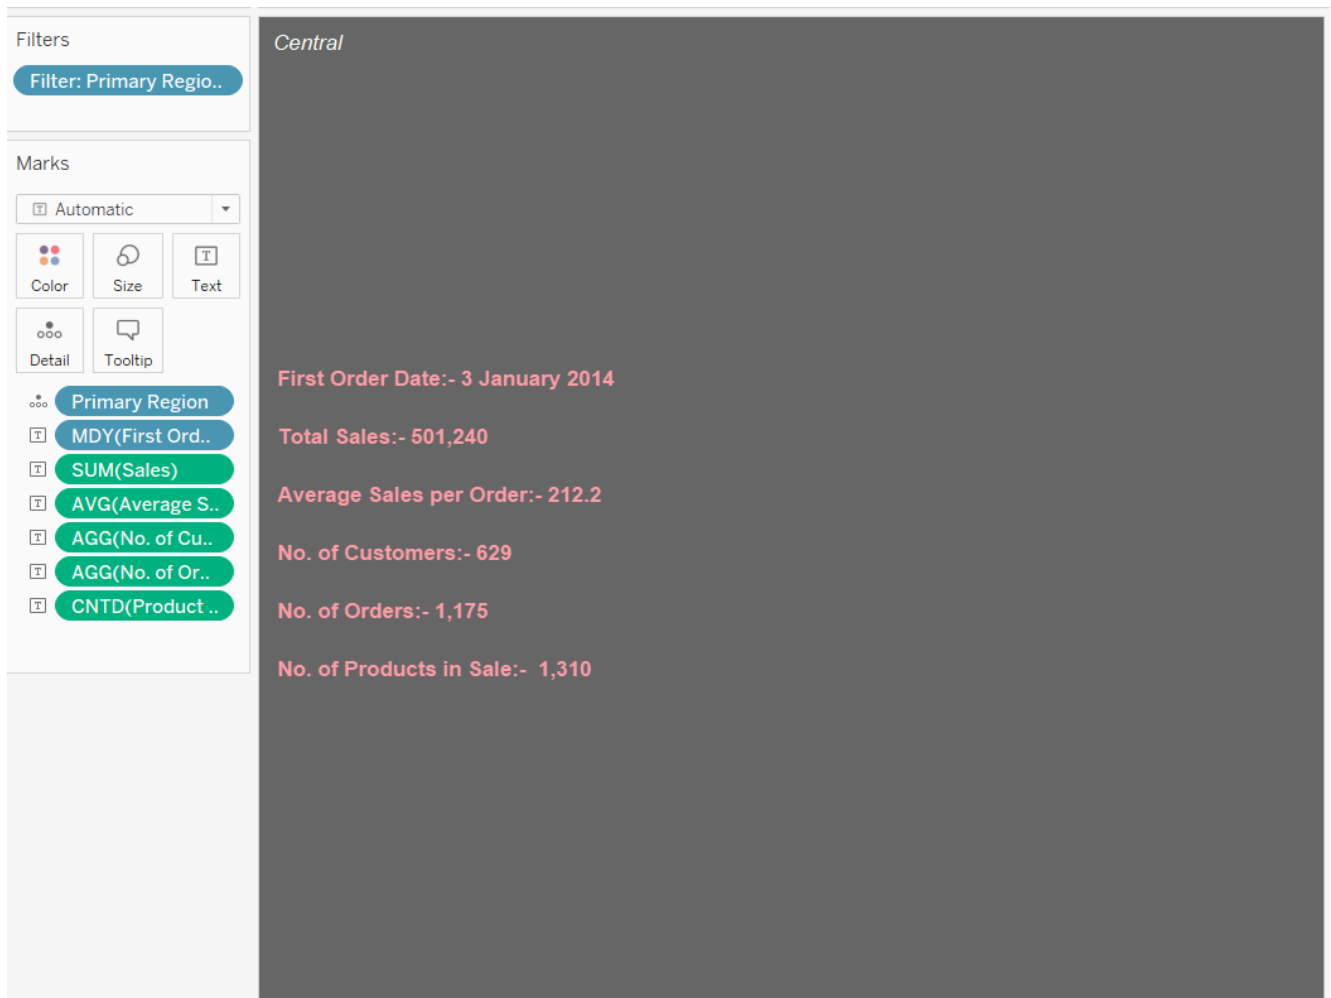 Filters
Filter: Primary Regio..
Marks
T Automatic
Color Size T Text
Detail Tooltip
Primary Region
T MDY(First Ord..
T SUM(Sales)
T AVG(Average S..
T AGG(No. of Cu..
T AGG(No. of Or..
T CNTD(Product ..
Central
First Order Date:- 3 January 2014
Total Sales:- 501,240
Average Sales per Order:- 212.2
No. of Customers:- 629
No. of Orders:- 1,175
No. of Products in Sale:- 1,310